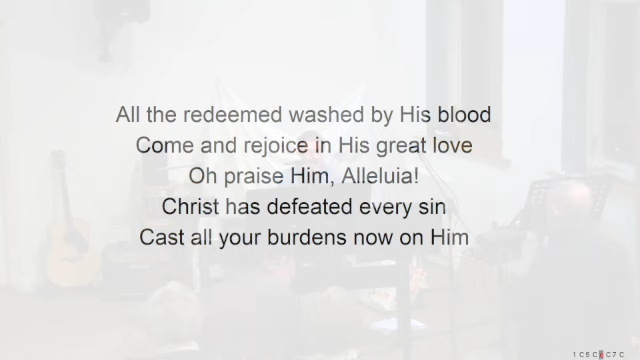 All the redeemed washed by His blood
Come and rejoice in His great love
Oh praise Him, Alleluia!
Christ has defeated every sin
Cast all your burdens now on Him